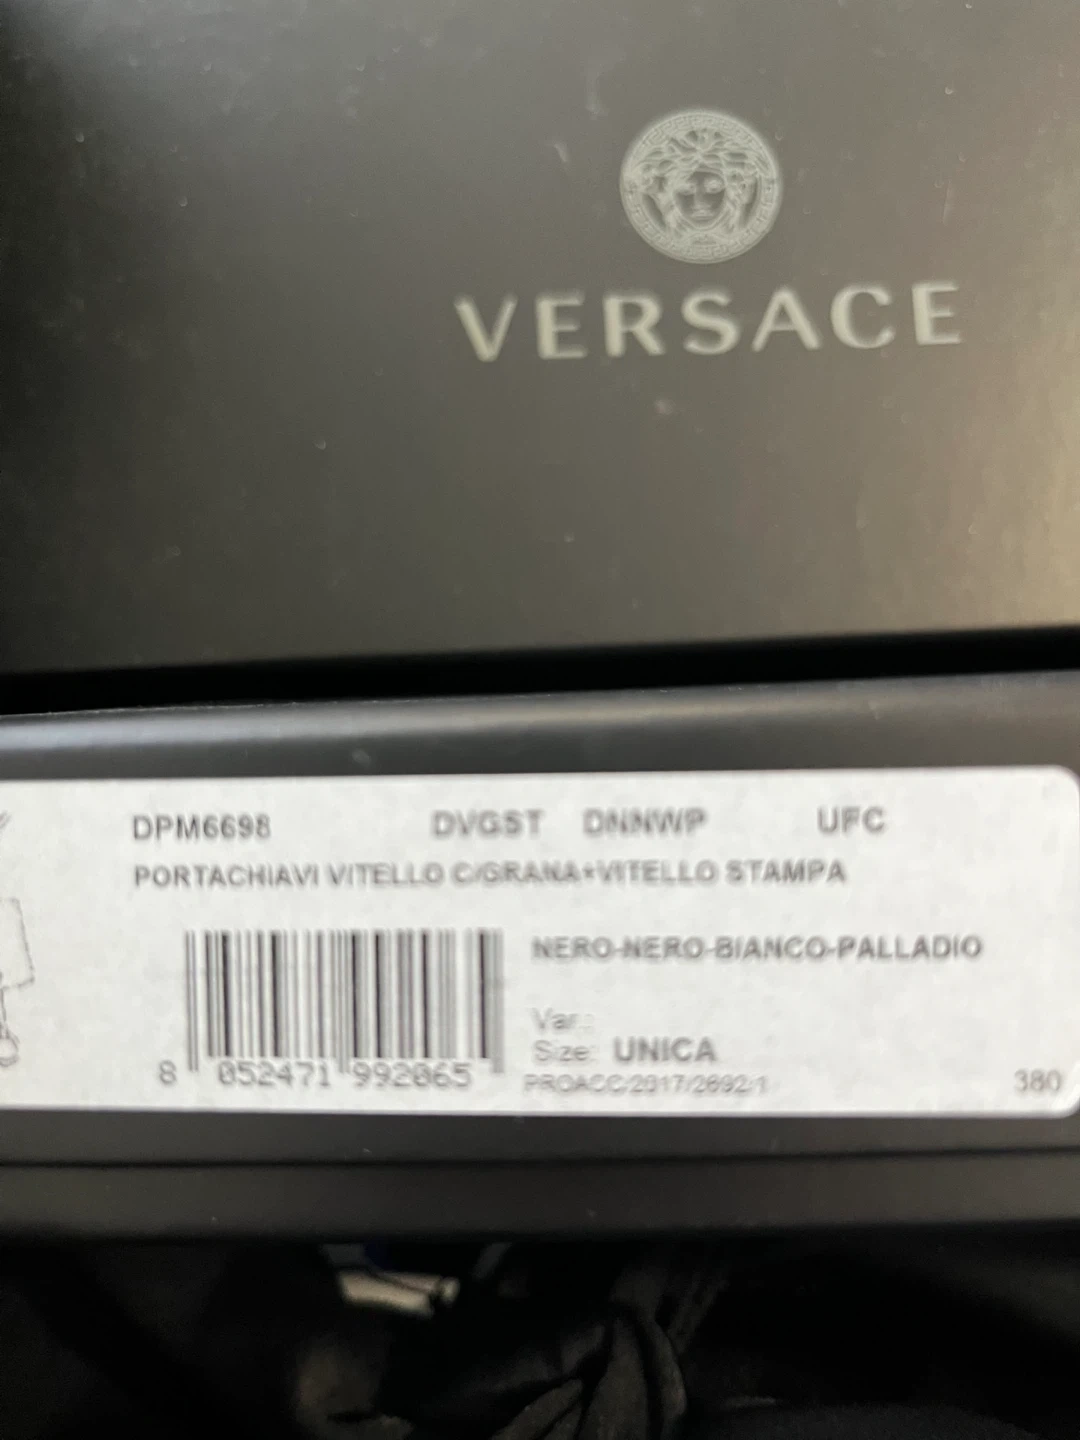 VERSACE
DPM6698 DVGST DNNWP UFC
PORTACHIAVI VITELLO C/GRANA+VITELLO STAMPA
NERO-NERO-BIANCO-PALLADIO
Var.:
Size: UNICA
8 052471 992065
PROACC/2017/2692/1
380